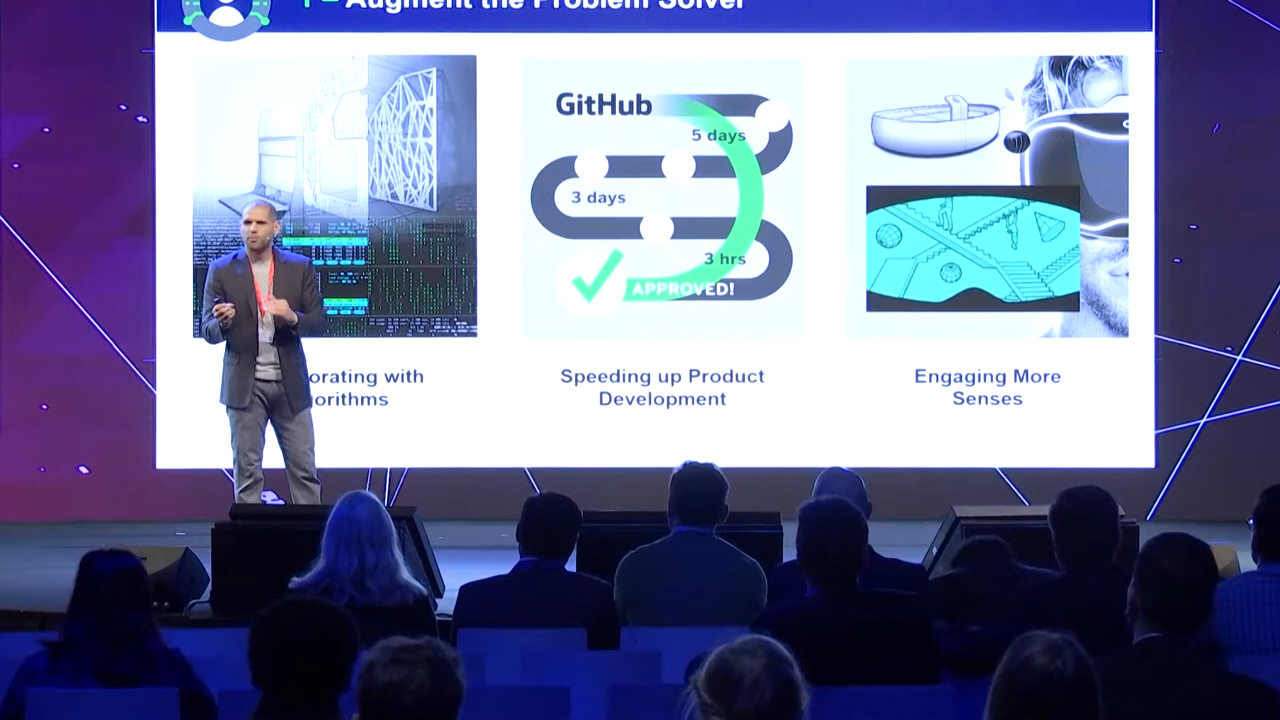 Augment the Problem Solver
GitHub
5 days
3 days
3 hrs
APPROVED!
orating with
orithms
Speeding up Product
Development
Engaging More
Senses